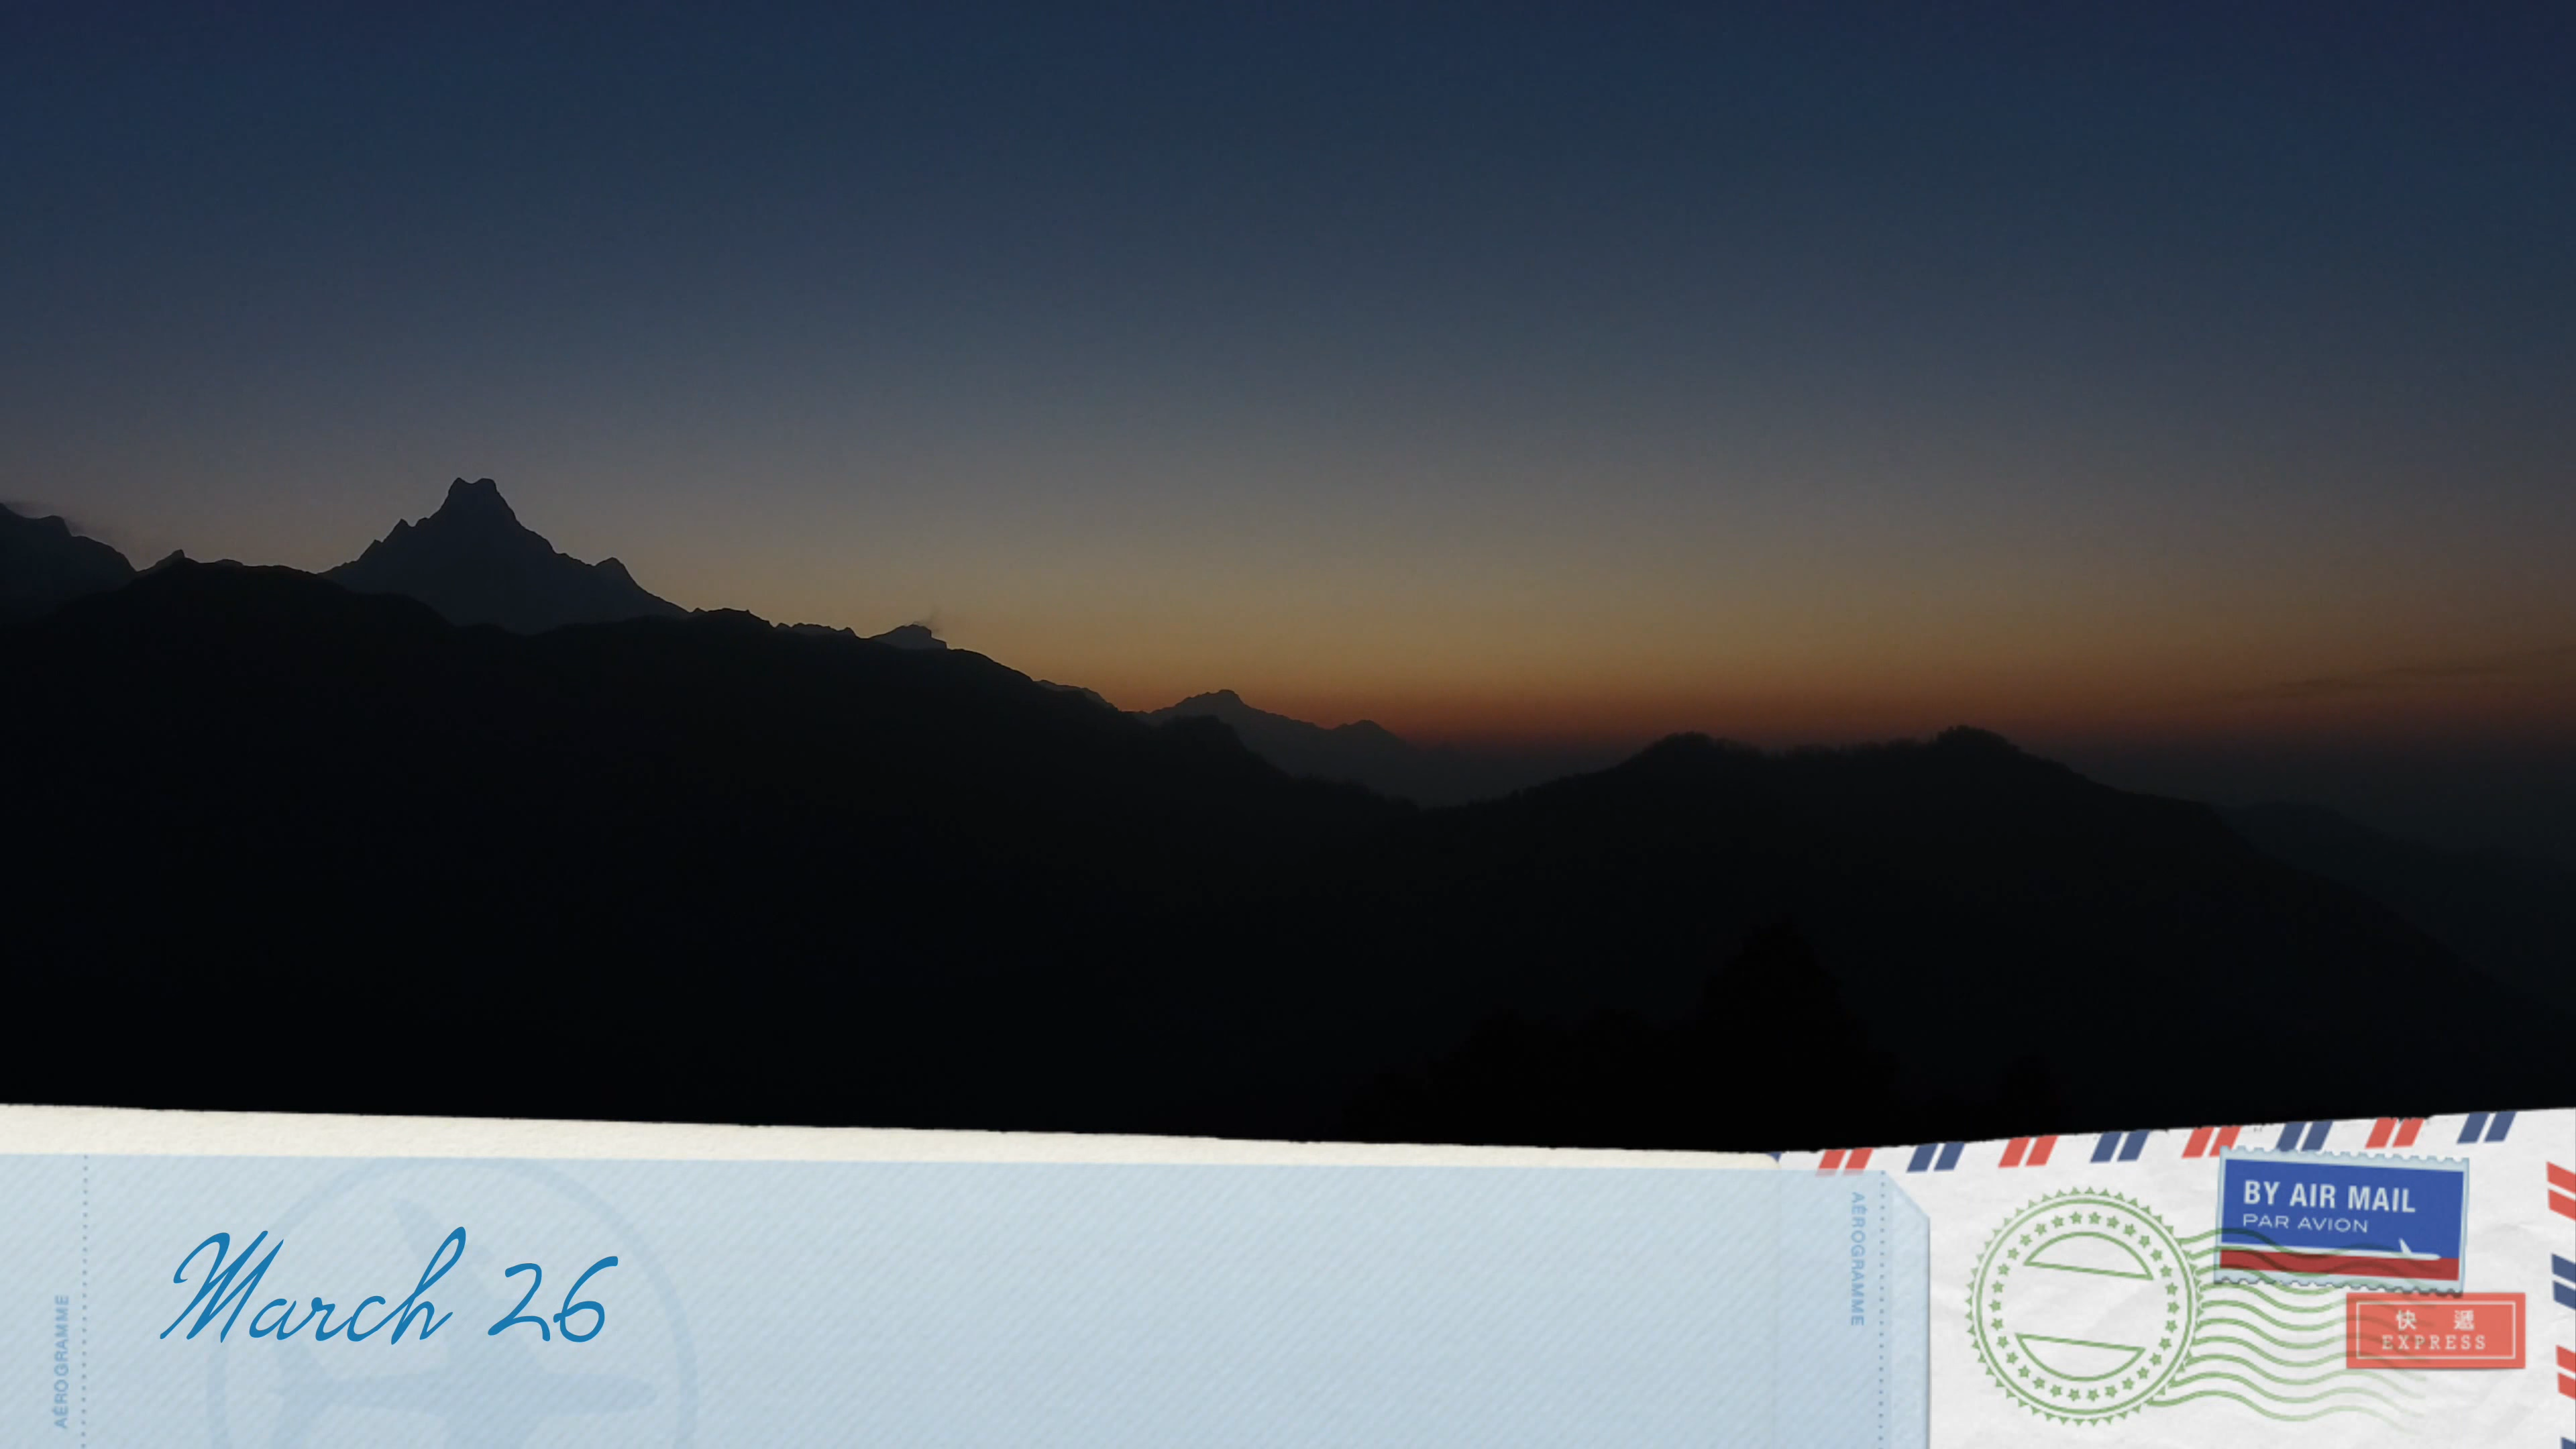 March 26
AÉROGRAMME
AÉROGRAMME
BY AIR MAIL
PAR AVION
快 遞
EXPRESS